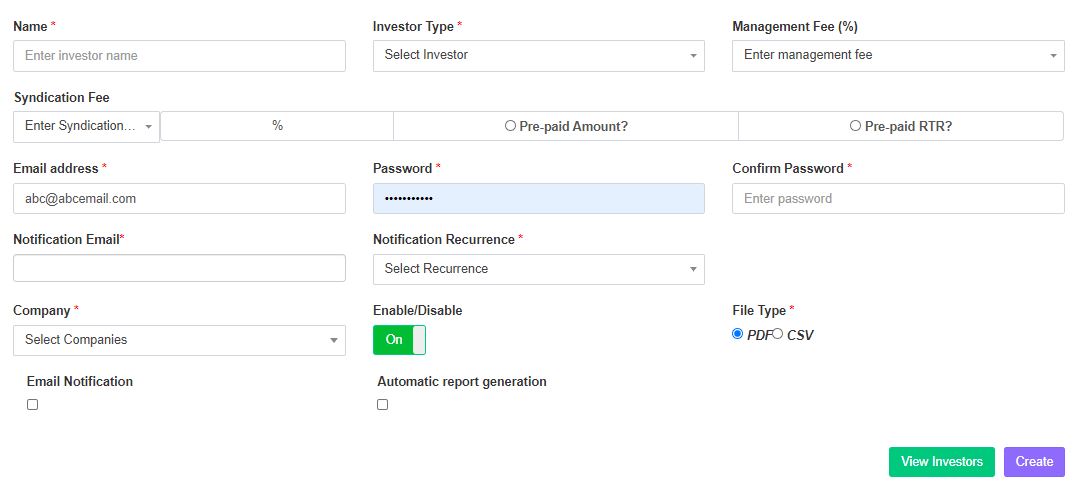 Name * Investor Type * Management Fee (%)
Enter investor name Select Investor Enter management fee
Syndication Fee
Enter Syndication... % Pre-paid Amount? Pre-paid RTR?
Email address * Password * Confirm Password *
abc@abcemail.com ••••••••••• Enter password
Notification Email* Notification Recurrence *
Select Recurrence
Company * Enable/Disable File Type *
Select Companies On PDF CSV
Email Notification Automatic report generation
View Investors Create